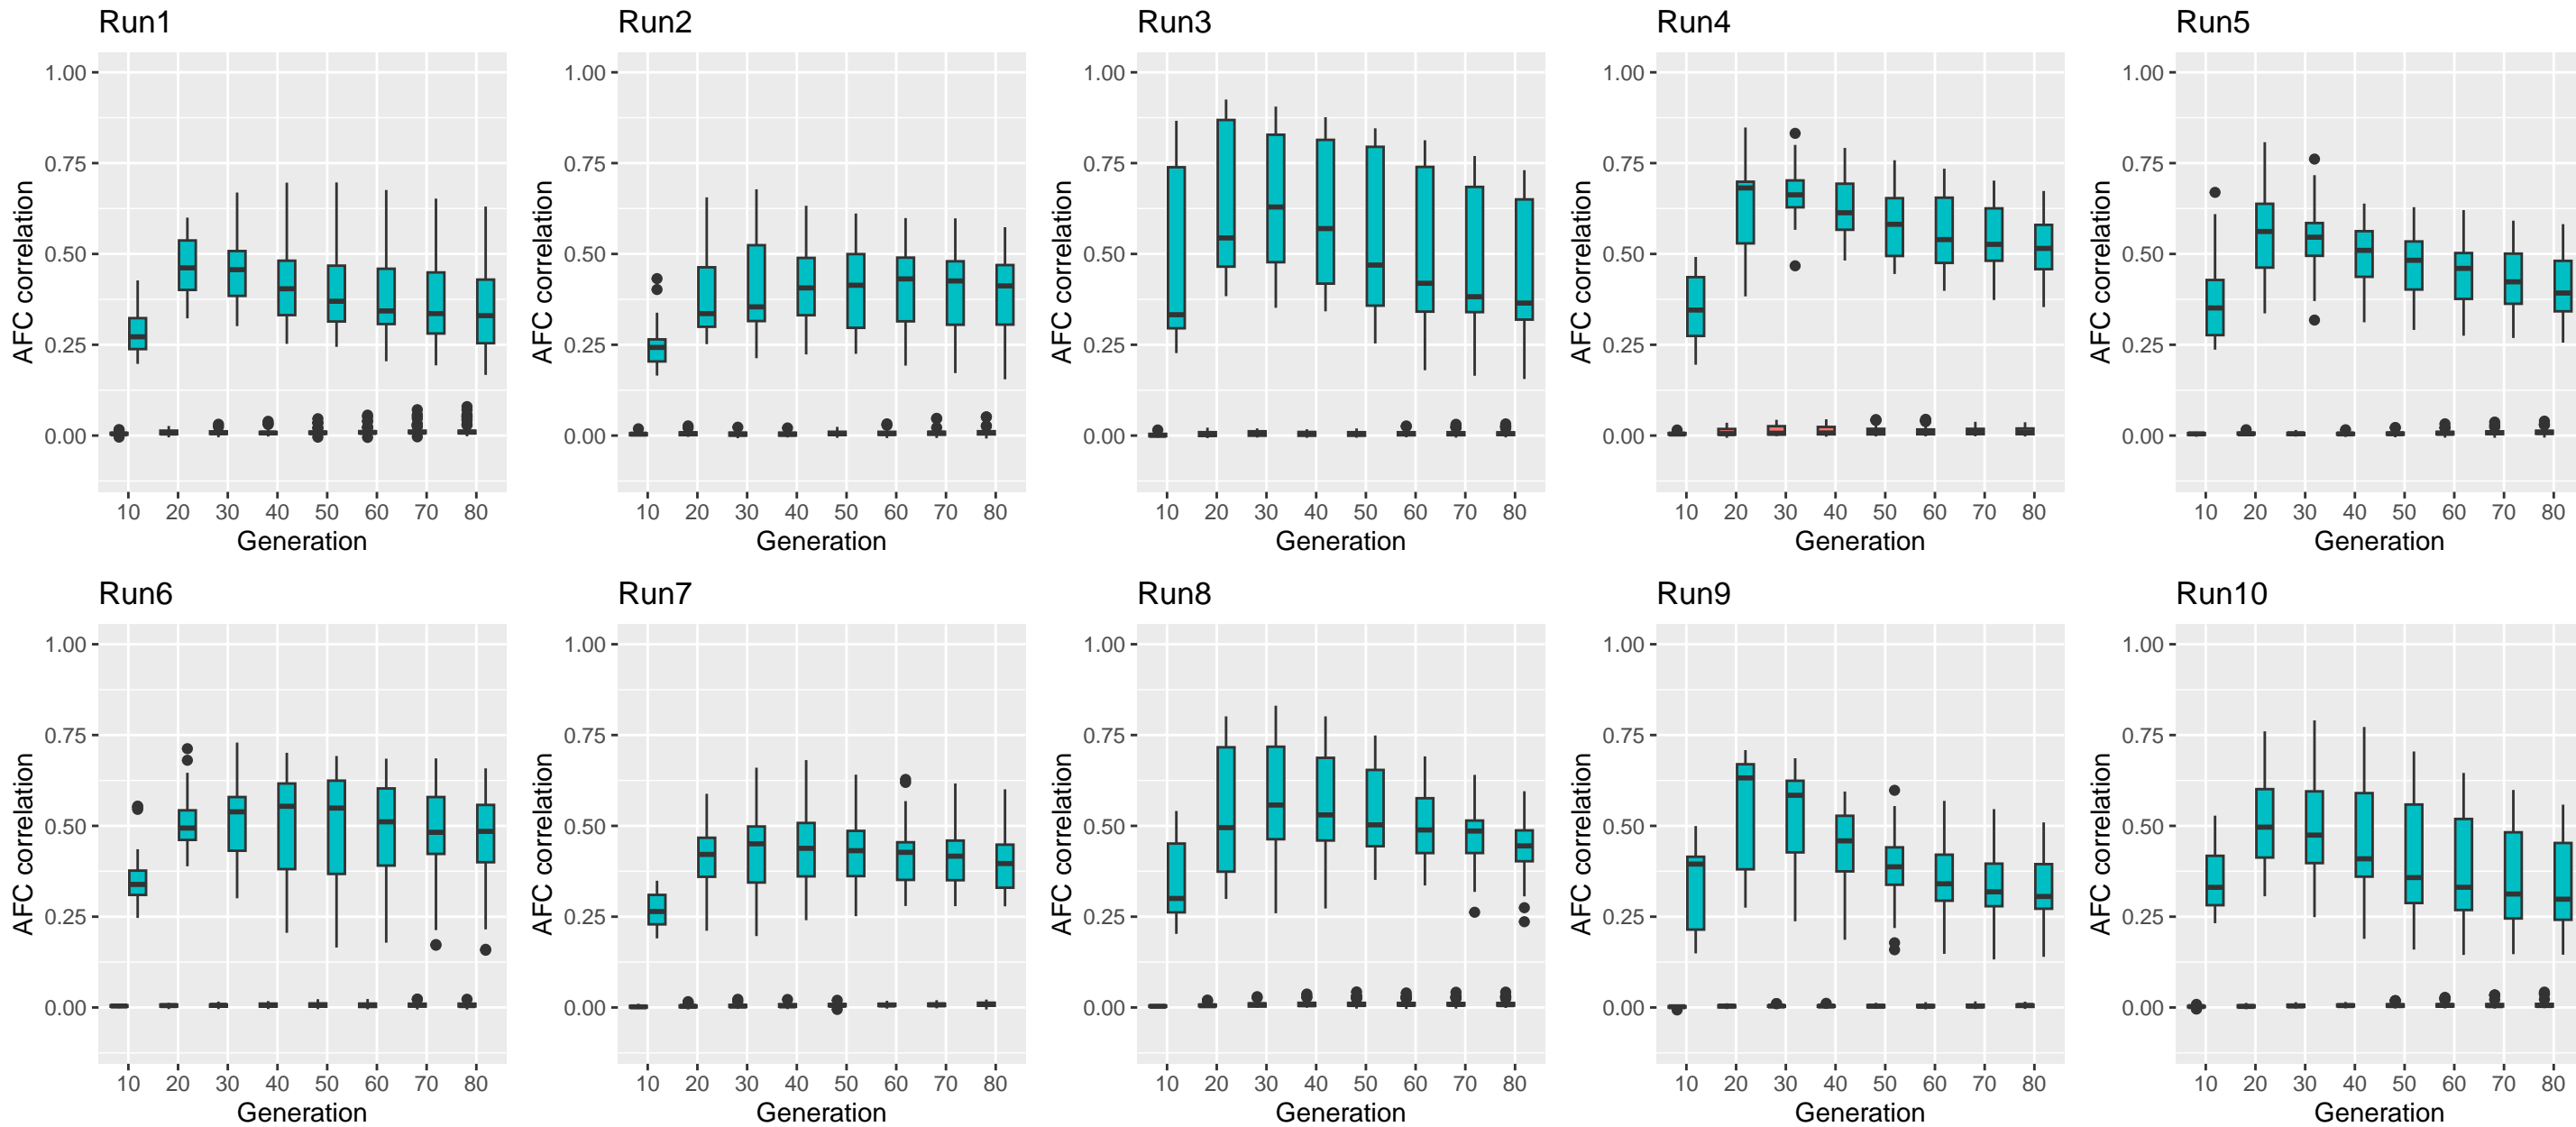 Run1 Run2 Run3 Run4 Run5
1.00 1.00 1.00 1.00 1.00
0.75 0.75 0.75 0.75 0.75
0.50 0.50 0.50 0.50 0.50
0.25 0.25 0.25 0.25 0.25
0.00 0.00 0.00 0.00 0.00
AFC correlation AFC correlation AFC correlation AFC correlation AFC correlation
10 20 30 40 50 60 70 80 10 20 30 40 50 60 70 80 10 20 30 40 50 60 70 80 10 20 30 40 50 60 70 80 10 20 30 40 50 60 70 80
Generation Generation Generation Generation Generation
Run6 Run7 Run8 Run9 Run10
1.00 1.00 1.00 1.00 1.00
0.75 0.75 0.75 0.75 0.75
0.50 0.50 0.50 0.50 0.50
0.25 0.25 0.25 0.25 0.25
0.00 0.00 0.00 0.00 0.00
AFC correlation AFC correlation AFC correlation AFC correlation AFC correlation
10 20 30 40 50 60 70 80 10 20 30 40 50 60 70 80 10 20 30 40 50 60 70 80 10 20 30 40 50 60 70 80 10 20 30 40 50 60 70 80
Generation Generation Generation Generation Generation